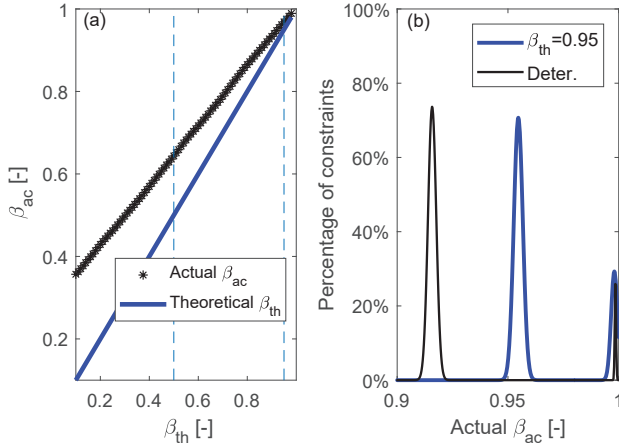 (a)
1
0.8
0.6
0.4
0.2
β_ac [-]
0.2 0.4 0.6 0.8
β_th [-]
Actual β_ac
Theoretical β_th
(b)
100%
80%
60%
40%
20%
0%
Percentage of constraints
0.9 0.95 1
Actual β_ac [-]
β_th=0.95
Deter.